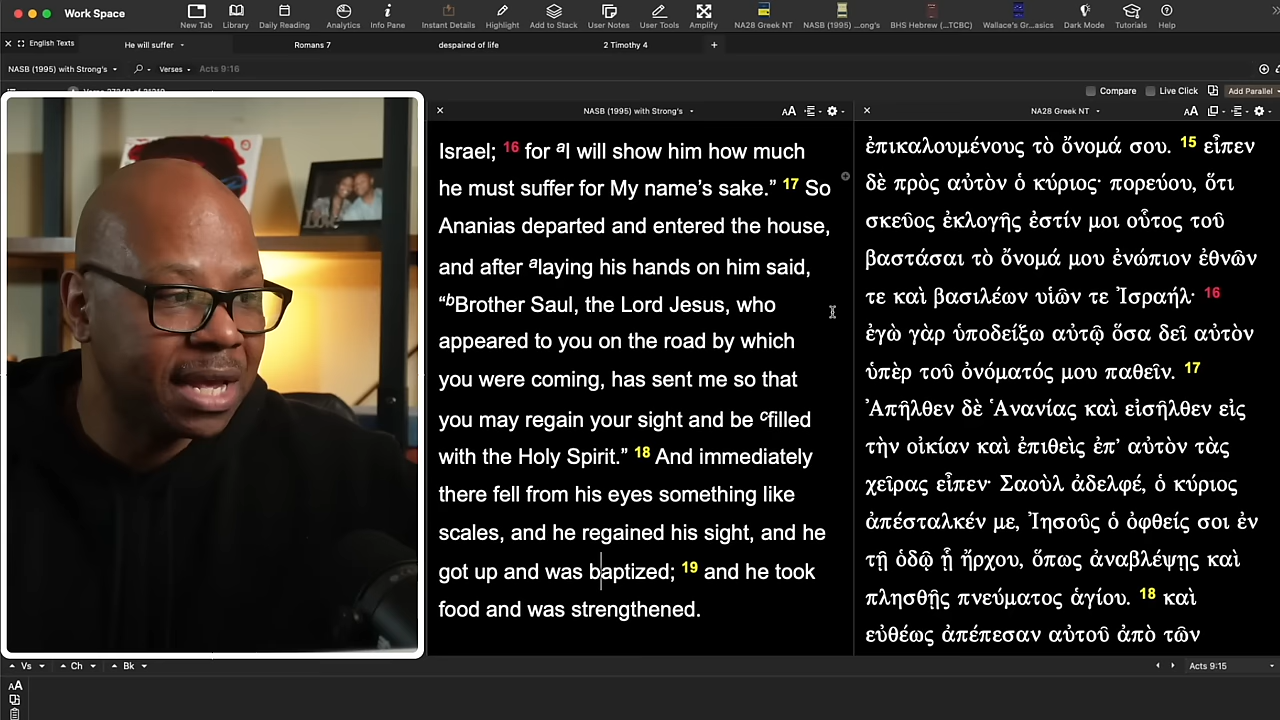 Work Space
New Tab
Library
Daily Reading
Analytics
Info Pane
Instant Details
Highlight
Add to Stack
User Notes
User Tools
Amplify
NA28 Greek NT
NASB (1995) ...ong's
BHS Hebrew (...TCBC)
Wallace's Gr...asics
Dark Mode
Tutorials
Help
English Texts
He will suffer
Romans 7
despaired of life
2 Timothy 4
NASB (1995) with Strong's
Verses
Acts 9:16
Compare
Live Click
Add Parallel
NASB (1995) with Strong's
Israel; 16 for aI will show him how much
he must suffer for My name’s sake.” 17 So
Ananias departed and entered the house,
and after alaying his hands on him said,
“bBrother Saul, the Lord Jesus, who
appeared to you on the road by which
you were coming, has sent me so that
you may regain your sight and be cfilled
with the Holy Spirit.” 18 And immediately
there fell from his eyes something like
scales, and he regained his sight, and he
got up and was baptized; 19 and he took
food and was strengthened.
NA28 Greek NT
ἐπικαλουμένους τὸ ὄνομά σου. 15 εἶπεν
δὲ πρὸς αὐτὸν ὁ κύριος· πορεύου, ὅτι
σκεῦος ἐκλογῆς ἐστίν μοι οὗτος τοῦ
βαστάσαι τὸ ὄνομά μου ἐνώπιον ἐθνῶν
τε καὶ βασιλέων υἱῶν τε Ἰσραήλ· 16
ἐγὼ γὰρ ὑποδείξω αὐτῷ ὅσα δεῖ αὐτὸν
ὑπὲρ τοῦ ὀνόματός μου παθεῖν. 17
Ἀπῆλθεν δὲ Ἁνανίας καὶ εἰσῆλθεν εἰς
τὴν οἰκίαν καὶ ἐπιθεὶς ἐπ’ αὐτὸν τὰς
χεῖρας εἶπεν· Σαοὺλ ἀδελφέ, ὁ κύριος
ἀπέσταλκέν με, Ἰησοῦς ὁ ὀφθείς σοι ἐν
τῇ ὁδῷ ᾗ ἤρχου, ὅπως ἀναβλέψῃς καὶ
πλησθῇς πνεύματος ἁγίου. 18 καὶ
εὐθέως ἀπέπεσαν αὐτοῦ ἀπὸ τῶν
Vs
Ch
Bk
Acts 9:15